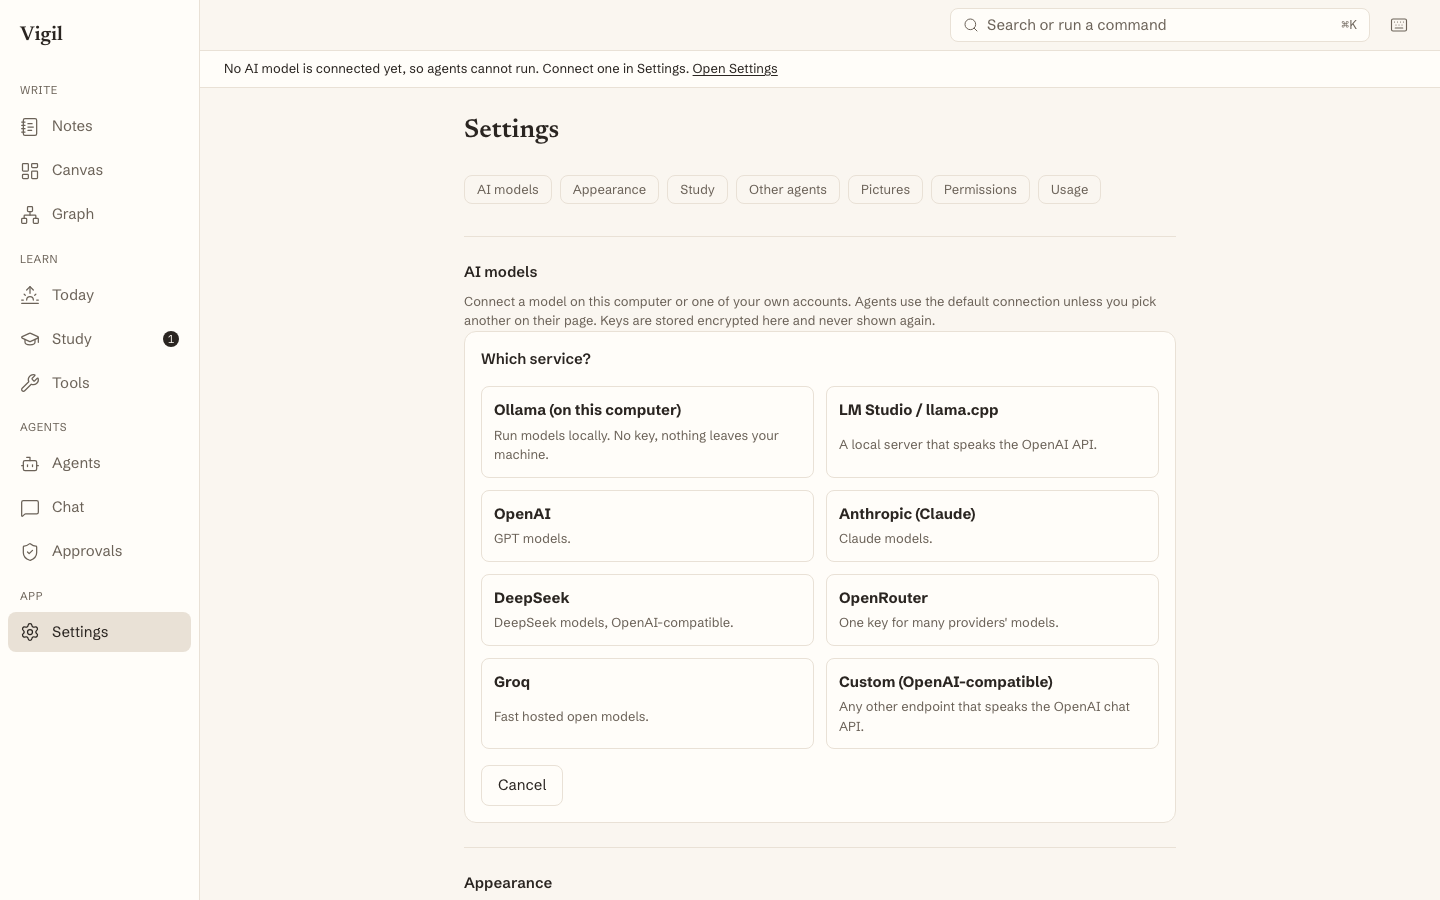 Vigil
Search or run a command
⌘K
No AI model is connected yet, so agents cannot run. Connect one in Settings. Open Settings
WRITE
Notes
Canvas
Graph
LEARN
Today
Study
1
Tools
AGENTS
Agents
Chat
Approvals
APP
Settings
Settings
AI models
Appearance
Study
Other agents
Pictures
Permissions
Usage
AI models
Connect a model on this computer or one of your own accounts. Agents use the default connection unless you pick
another on their page. Keys are stored encrypted here and never shown again.
Which service?
Ollama (on this computer)
Run models locally. No key, nothing leaves your
machine.
LM Studio / llama.cpp
A local server that speaks the OpenAI API.
OpenAI
GPT models.
Anthropic (Claude)
Claude models.
DeepSeek
DeepSeek models, OpenAI-compatible.
OpenRouter
One key for many providers' models.
Groq
Fast hosted open models.
Custom (OpenAI-compatible)
Any other endpoint that speaks the OpenAI chat
API.
Cancel
Appearance